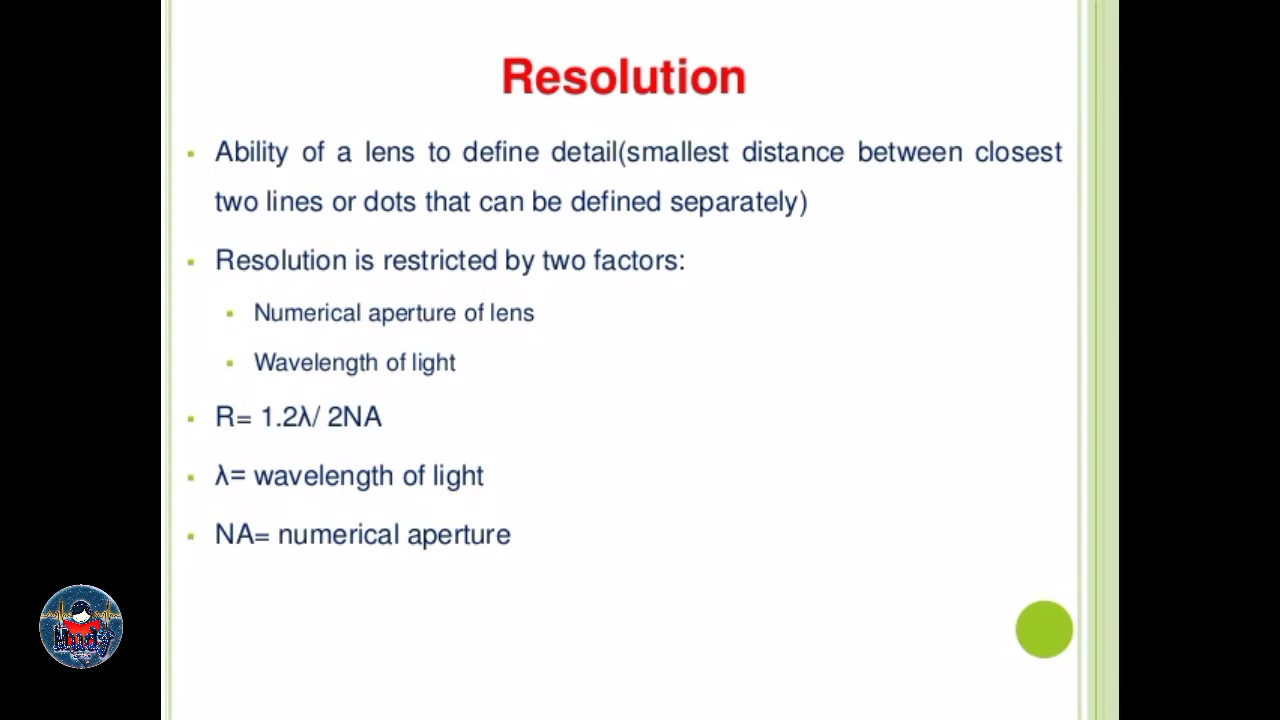 Resolution
Ability of a lens to define detail(smallest distance between closest
two lines or dots that can be defined separately)
Resolution is restricted by two factors:
Numerical aperture of lens
Wavelength of light
R= 1.2λ/ 2NA
λ= wavelength of light
NA= numerical aperture
Hudy